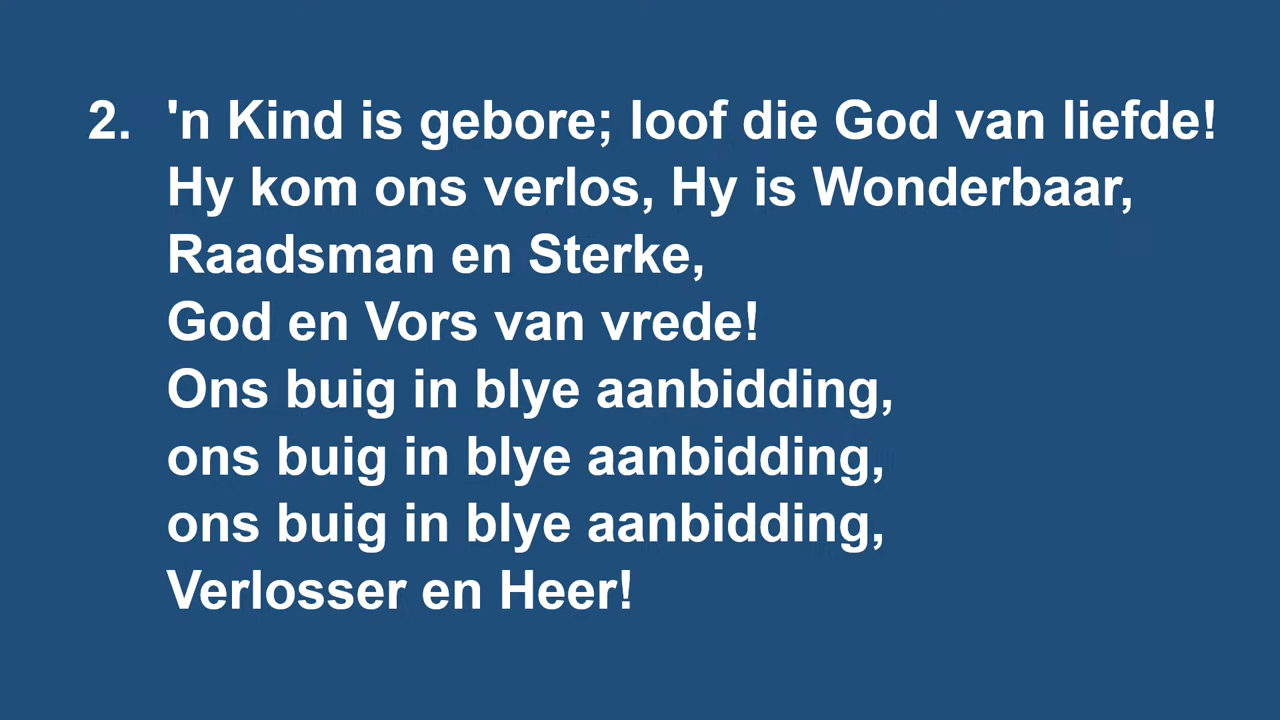 2. 'n Kind is gebore; loof die God van liefde!
Hy kom ons verlos, Hy is Wonderbaar,
Raadsman en Sterke,
God en Vors van vrede!
Ons buig in blye aanbidding,
ons buig in blye aanbidding,
ons buig in blye aanbidding,
Verlosser en Heer!